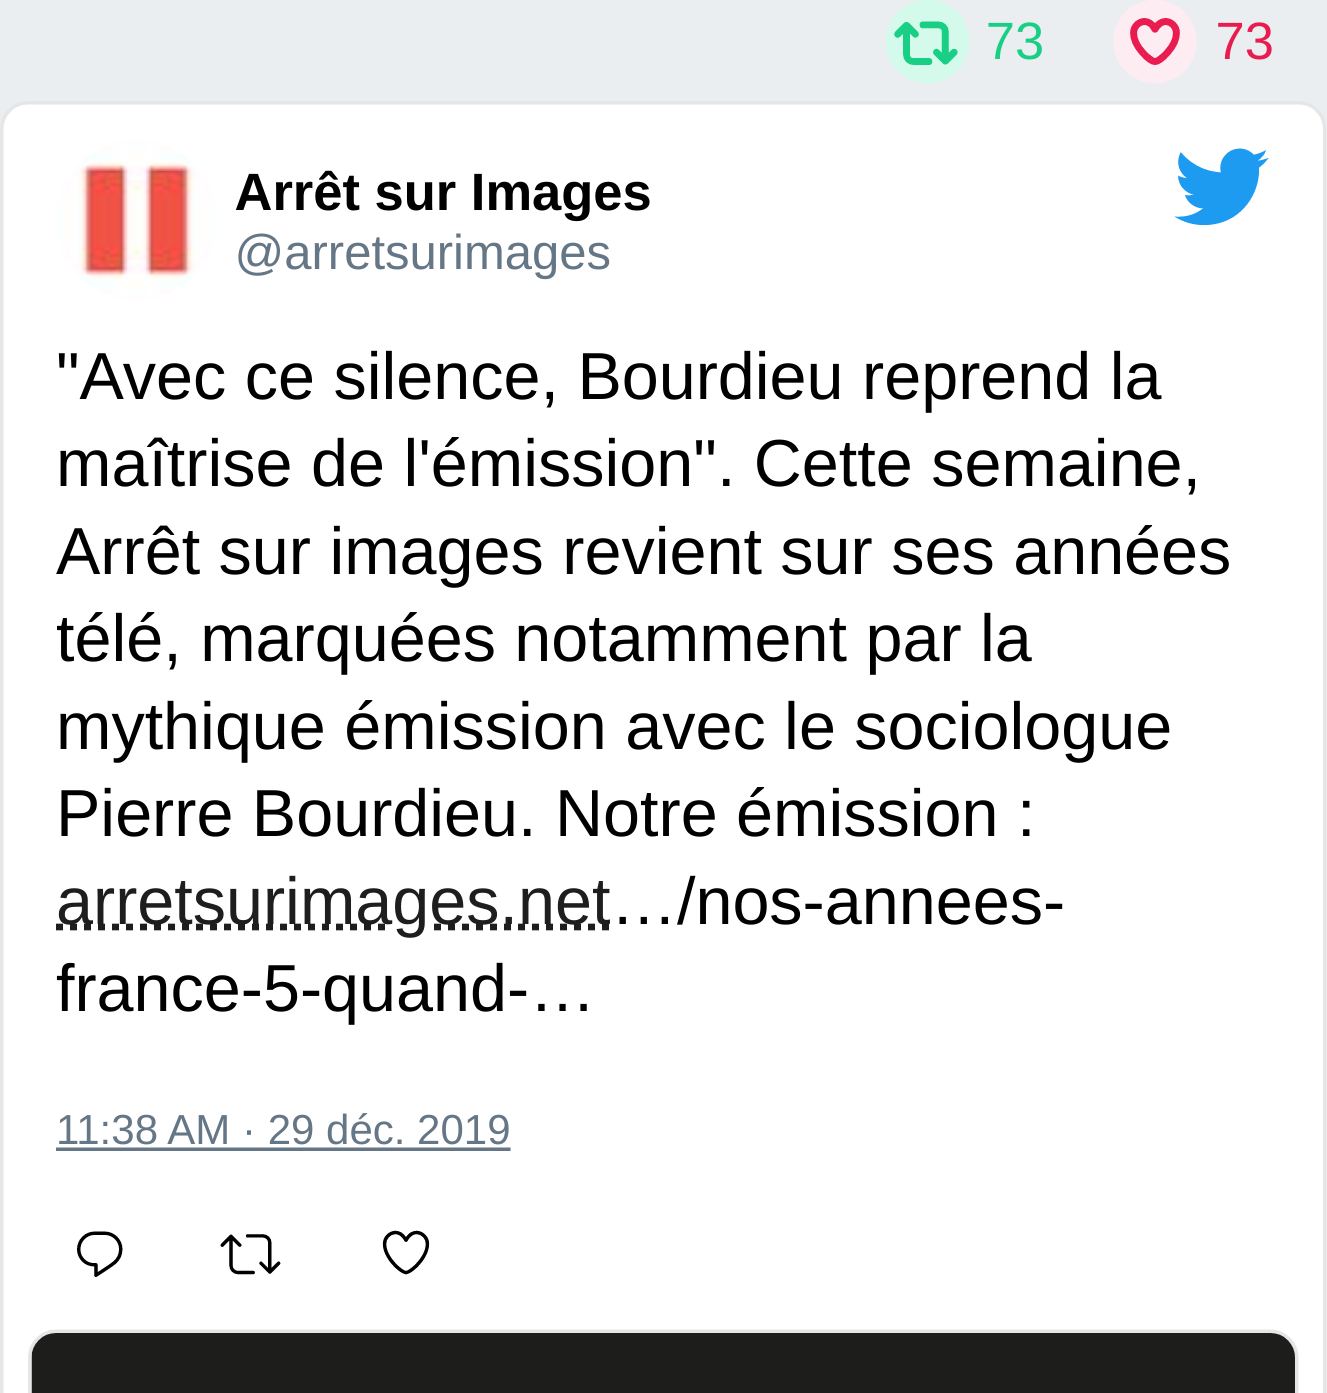 73 73
Arrêt sur Images
@arretsurimages
"Avec ce silence, Bourdieu reprend la
maîtrise de l'émission". Cette semaine,
Arrêt sur images revient sur ses années
télé, marquées notamment par la
mythique émission avec le sociologue
Pierre Bourdieu. Notre émission :
arretsurimages.net…/nos-annees-
france-5-quand-…
11:38 AM · 29 déc. 2019